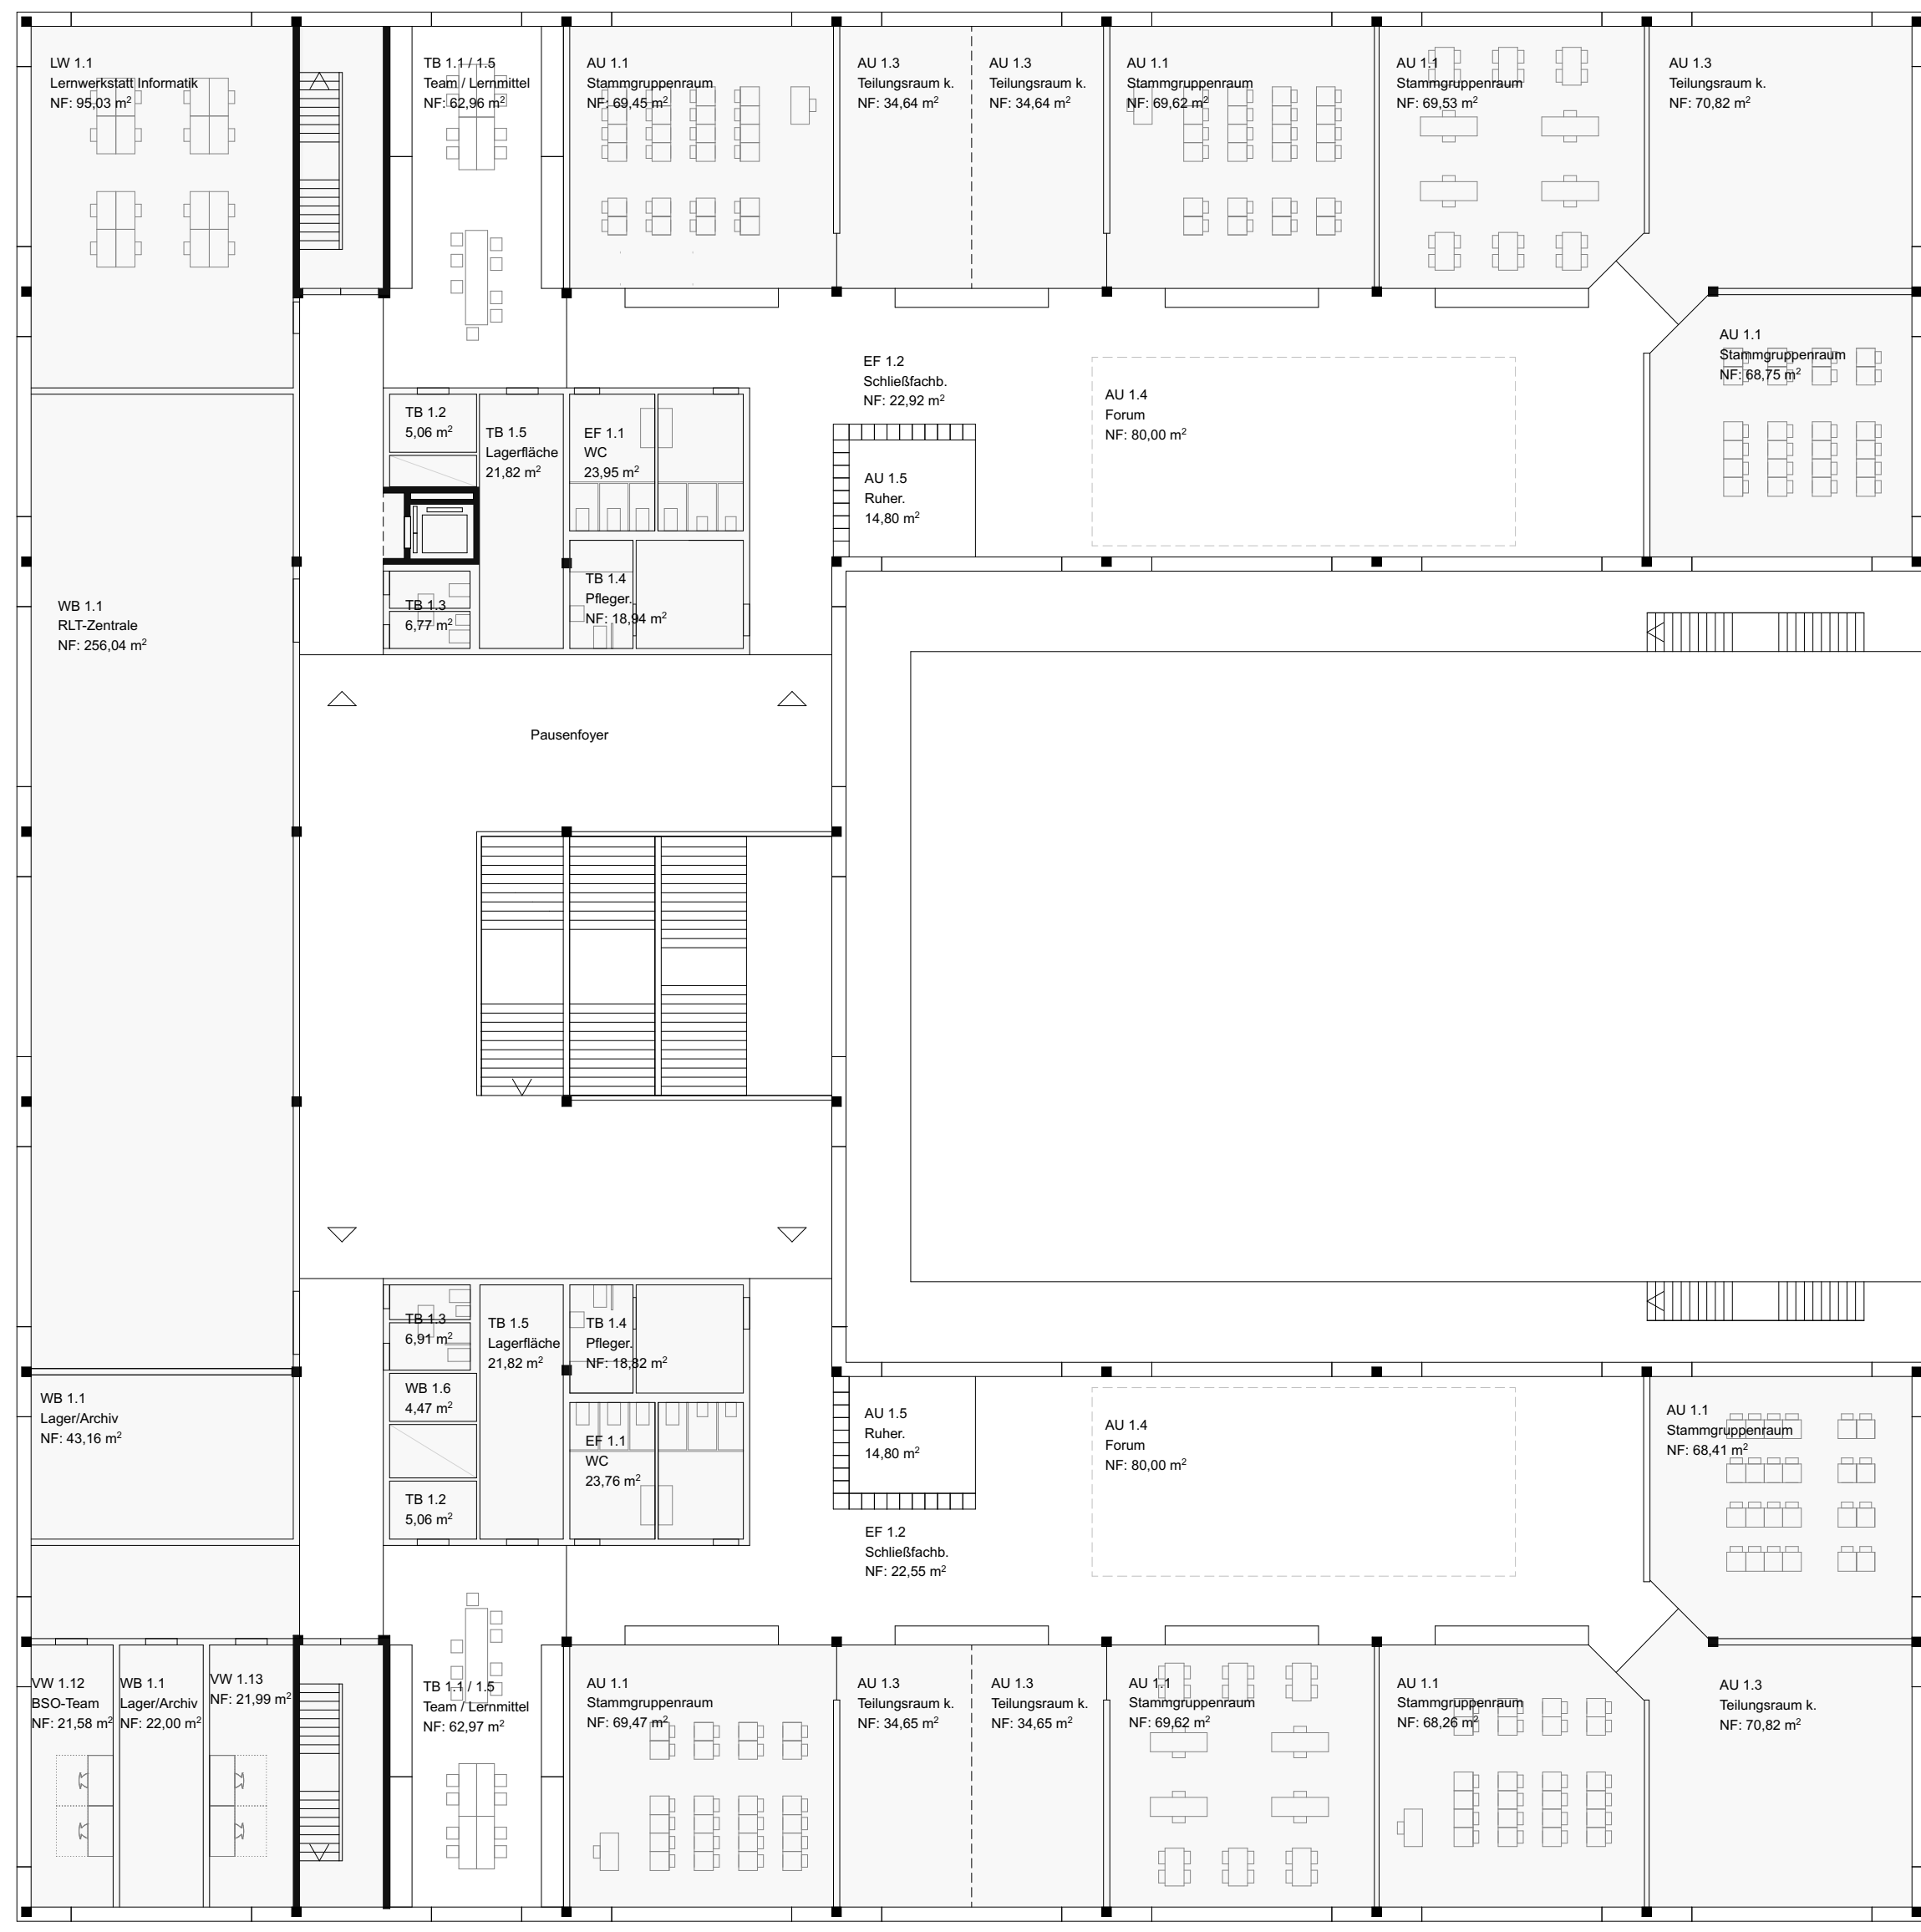 LW 1.1
Lernwerkstatt Informatik
NF: 95,03 m²
TB 1.1 / 1.5
Team / Lernmittel
NF: 62,96 m²
AU 1.1
Stammgruppenraum
NF: 69,45 m²
AU 1.3
Teilungsraum k.
NF: 34,64 m²
AU 1.3
Teilungsraum k.
NF: 34,64 m²
AU 1.1
Stammgruppenraum
NF: 69,62 m²
AU 1.1
Stammgruppenraum
NF: 69,53 m²
AU 1.3
Teilungsraum k.
NF: 70,82 m²
AU 1.1
Stammgruppenraum
NF: 68,75 m²
EF 1.2
Schließfachb.
NF: 22,92 m²
AU 1.4
Forum
NF: 80,00 m²
TB 1.2
5,06 m²
TB 1.5
Lagerfläche
21,82 m²
EF 1.1
WC
23,95 m²
AU 1.5
Ruher.
14,80 m²
TB 1.3
6,77 m²
TB 1.4
Pfleger.
NF: 18,94 m²
WB 1.1
RLT-Zentrale
NF: 256,04 m²
Pausenfoyer
TB 1.3
6,91 m²
TB 1.5
Lagerfläche
21,82 m²
TB 1.4
Pfleger.
NF: 18,82 m²
WB 1.6
4,47 m²
WB 1.1
Lager/Archiv
NF: 43,16 m²
EF 1.1
WC
23,76 m²
TB 1.2
5,06 m²
AU 1.5
Ruher.
14,80 m²
AU 1.4
Forum
NF: 80,00 m²
AU 1.1
Stammgruppenraum
NF: 68,41 m²
EF 1.2
Schließfachb.
NF: 22,55 m²
VW 1.12
BSO-Team
NF: 21,58 m²
WB 1.1
Lager/Archiv
NF: 22,00 m²
VW 1.13
NF: 21,99 m²
TB 1.1 / 1.5
Team / Lernmittel
NF: 62,97 m²
AU 1.1
Stammgruppenraum
NF: 69,47 m²
AU 1.3
Teilungsraum k.
NF: 34,65 m²
AU 1.3
Teilungsraum k.
NF: 34,65 m²
AU 1.1
Stammgruppenraum
NF: 69,62 m²
AU 1.1
Stammgruppenraum
NF: 68,26 m²
AU 1.3
Teilungsraum k.
NF: 70,82 m²